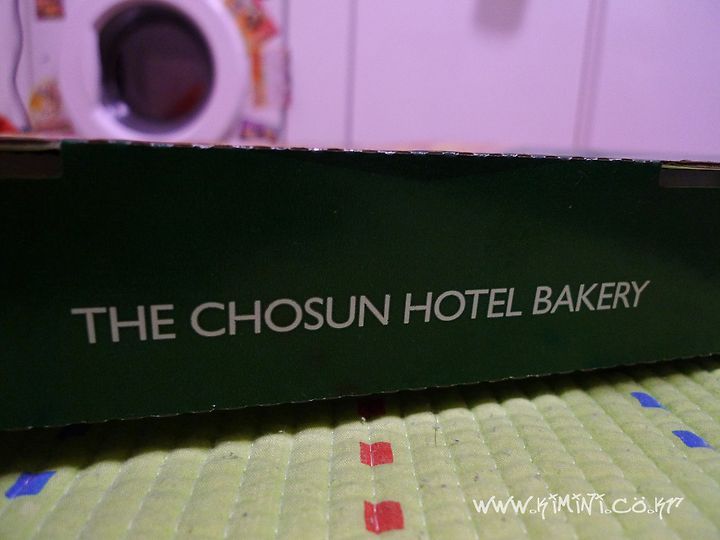 THE CHOSUN HOTEL BAKERY
www.kimini.co.kr